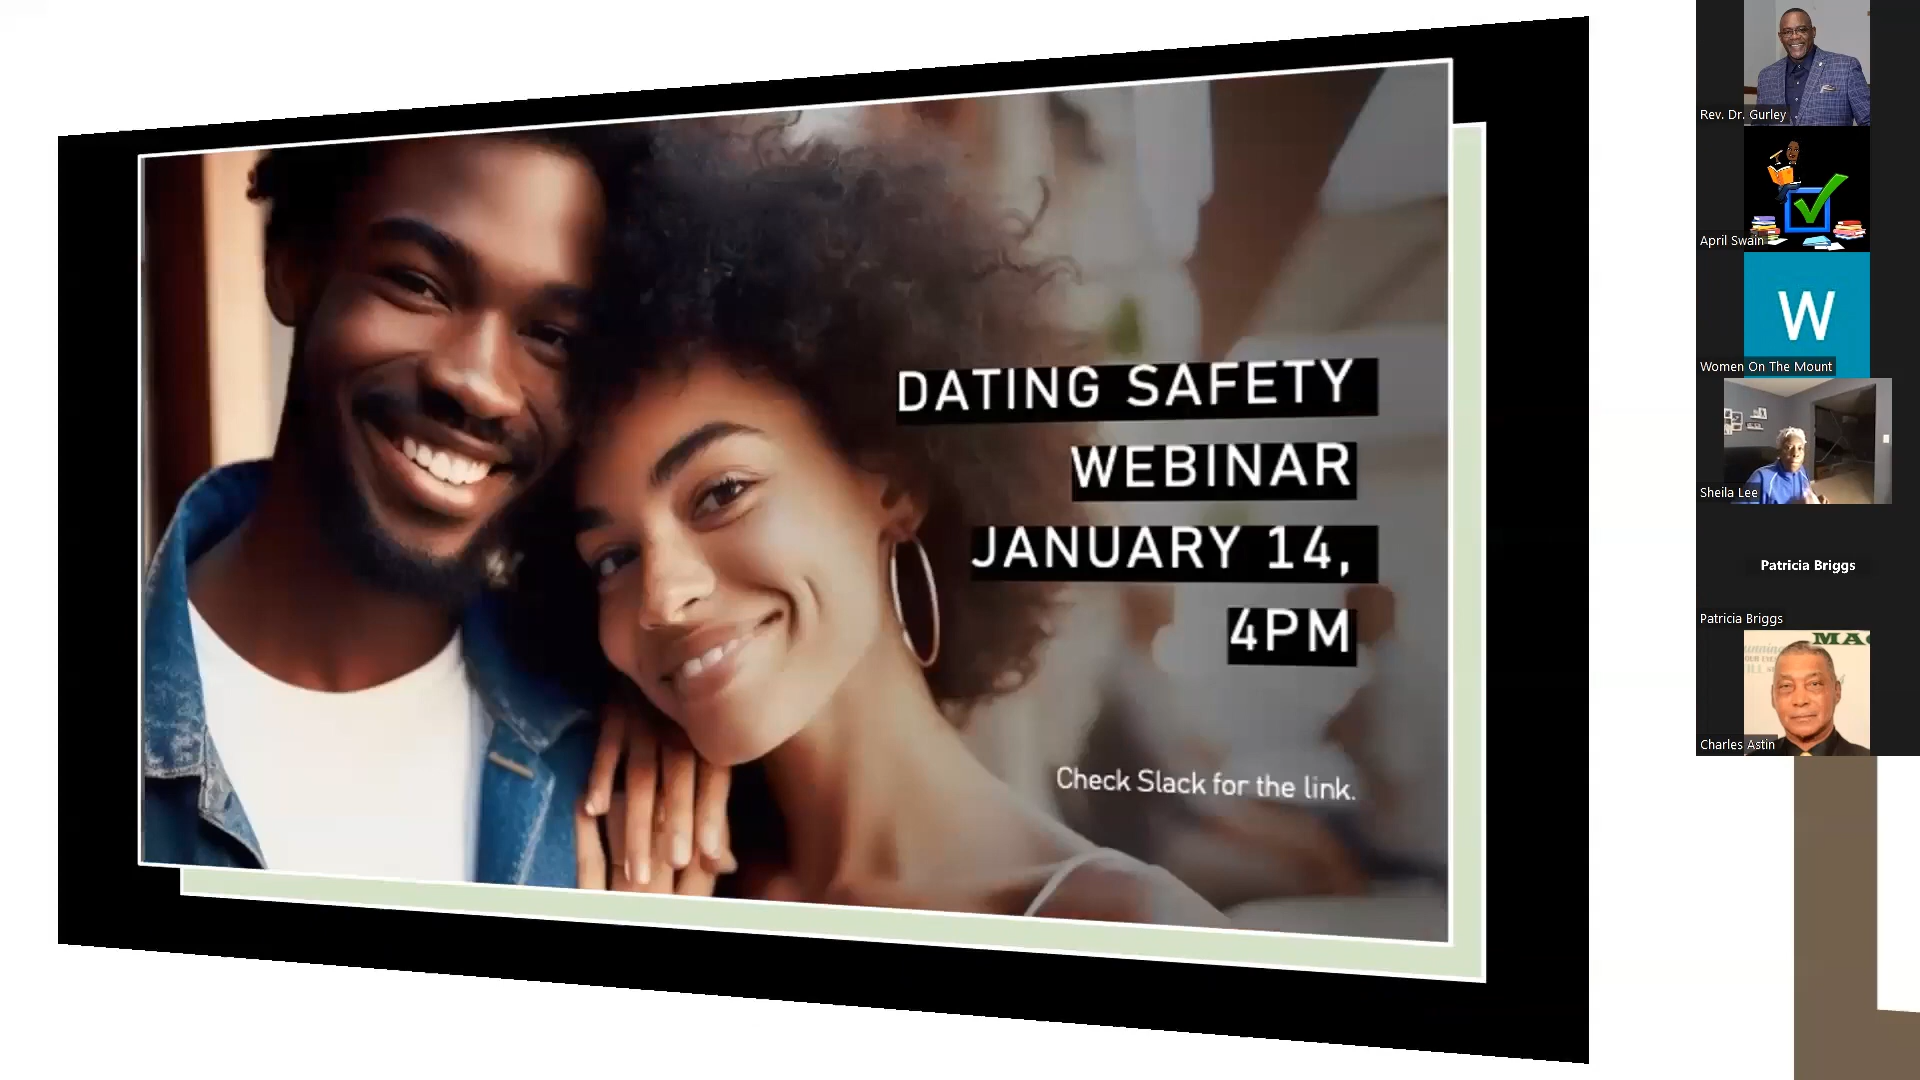 DATING SAFETY
WEBINAR
JANUARY 14,
4PM
Check Slack for the link.
Rev. Dr. Gurley
April Swain
W
Women On The Mount
Sheila Lee
Patricia Briggs
Patricia Briggs
MAC
Charles Astin